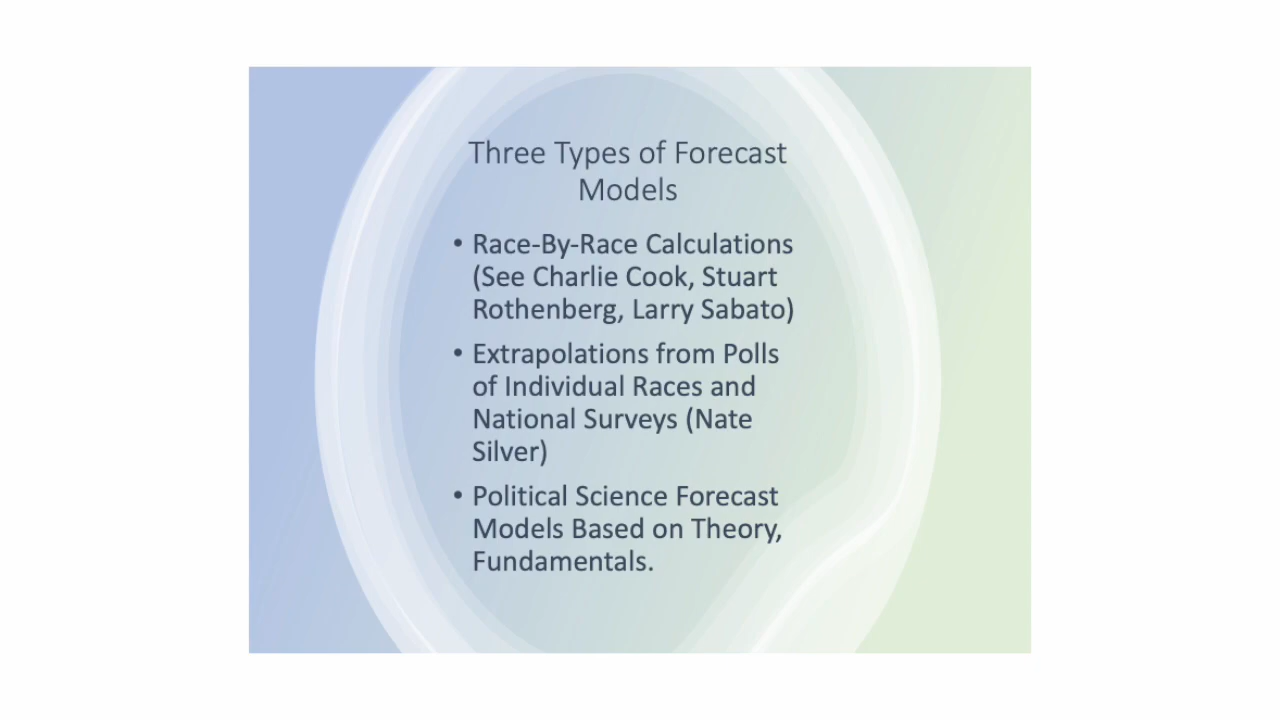 Three Types of Forecast
Models
• Race-By-Race Calculations
(See Charlie Cook, Stuart
Rothenberg, Larry Sabato)
• Extrapolations from Polls
of Individual Races and
National Surveys (Nate
Silver)
• Political Science Forecast
Models Based on Theory,
Fundamentals.